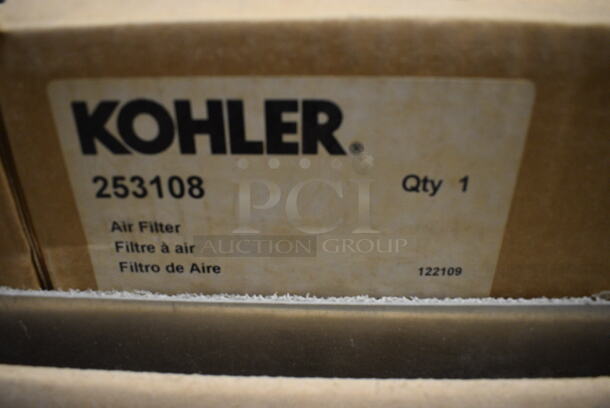 KOHLER®
253108 Qty 1
Air Filter
Filtre à air
Filtro de Aire 122109
PCI
AUCTION GROUP